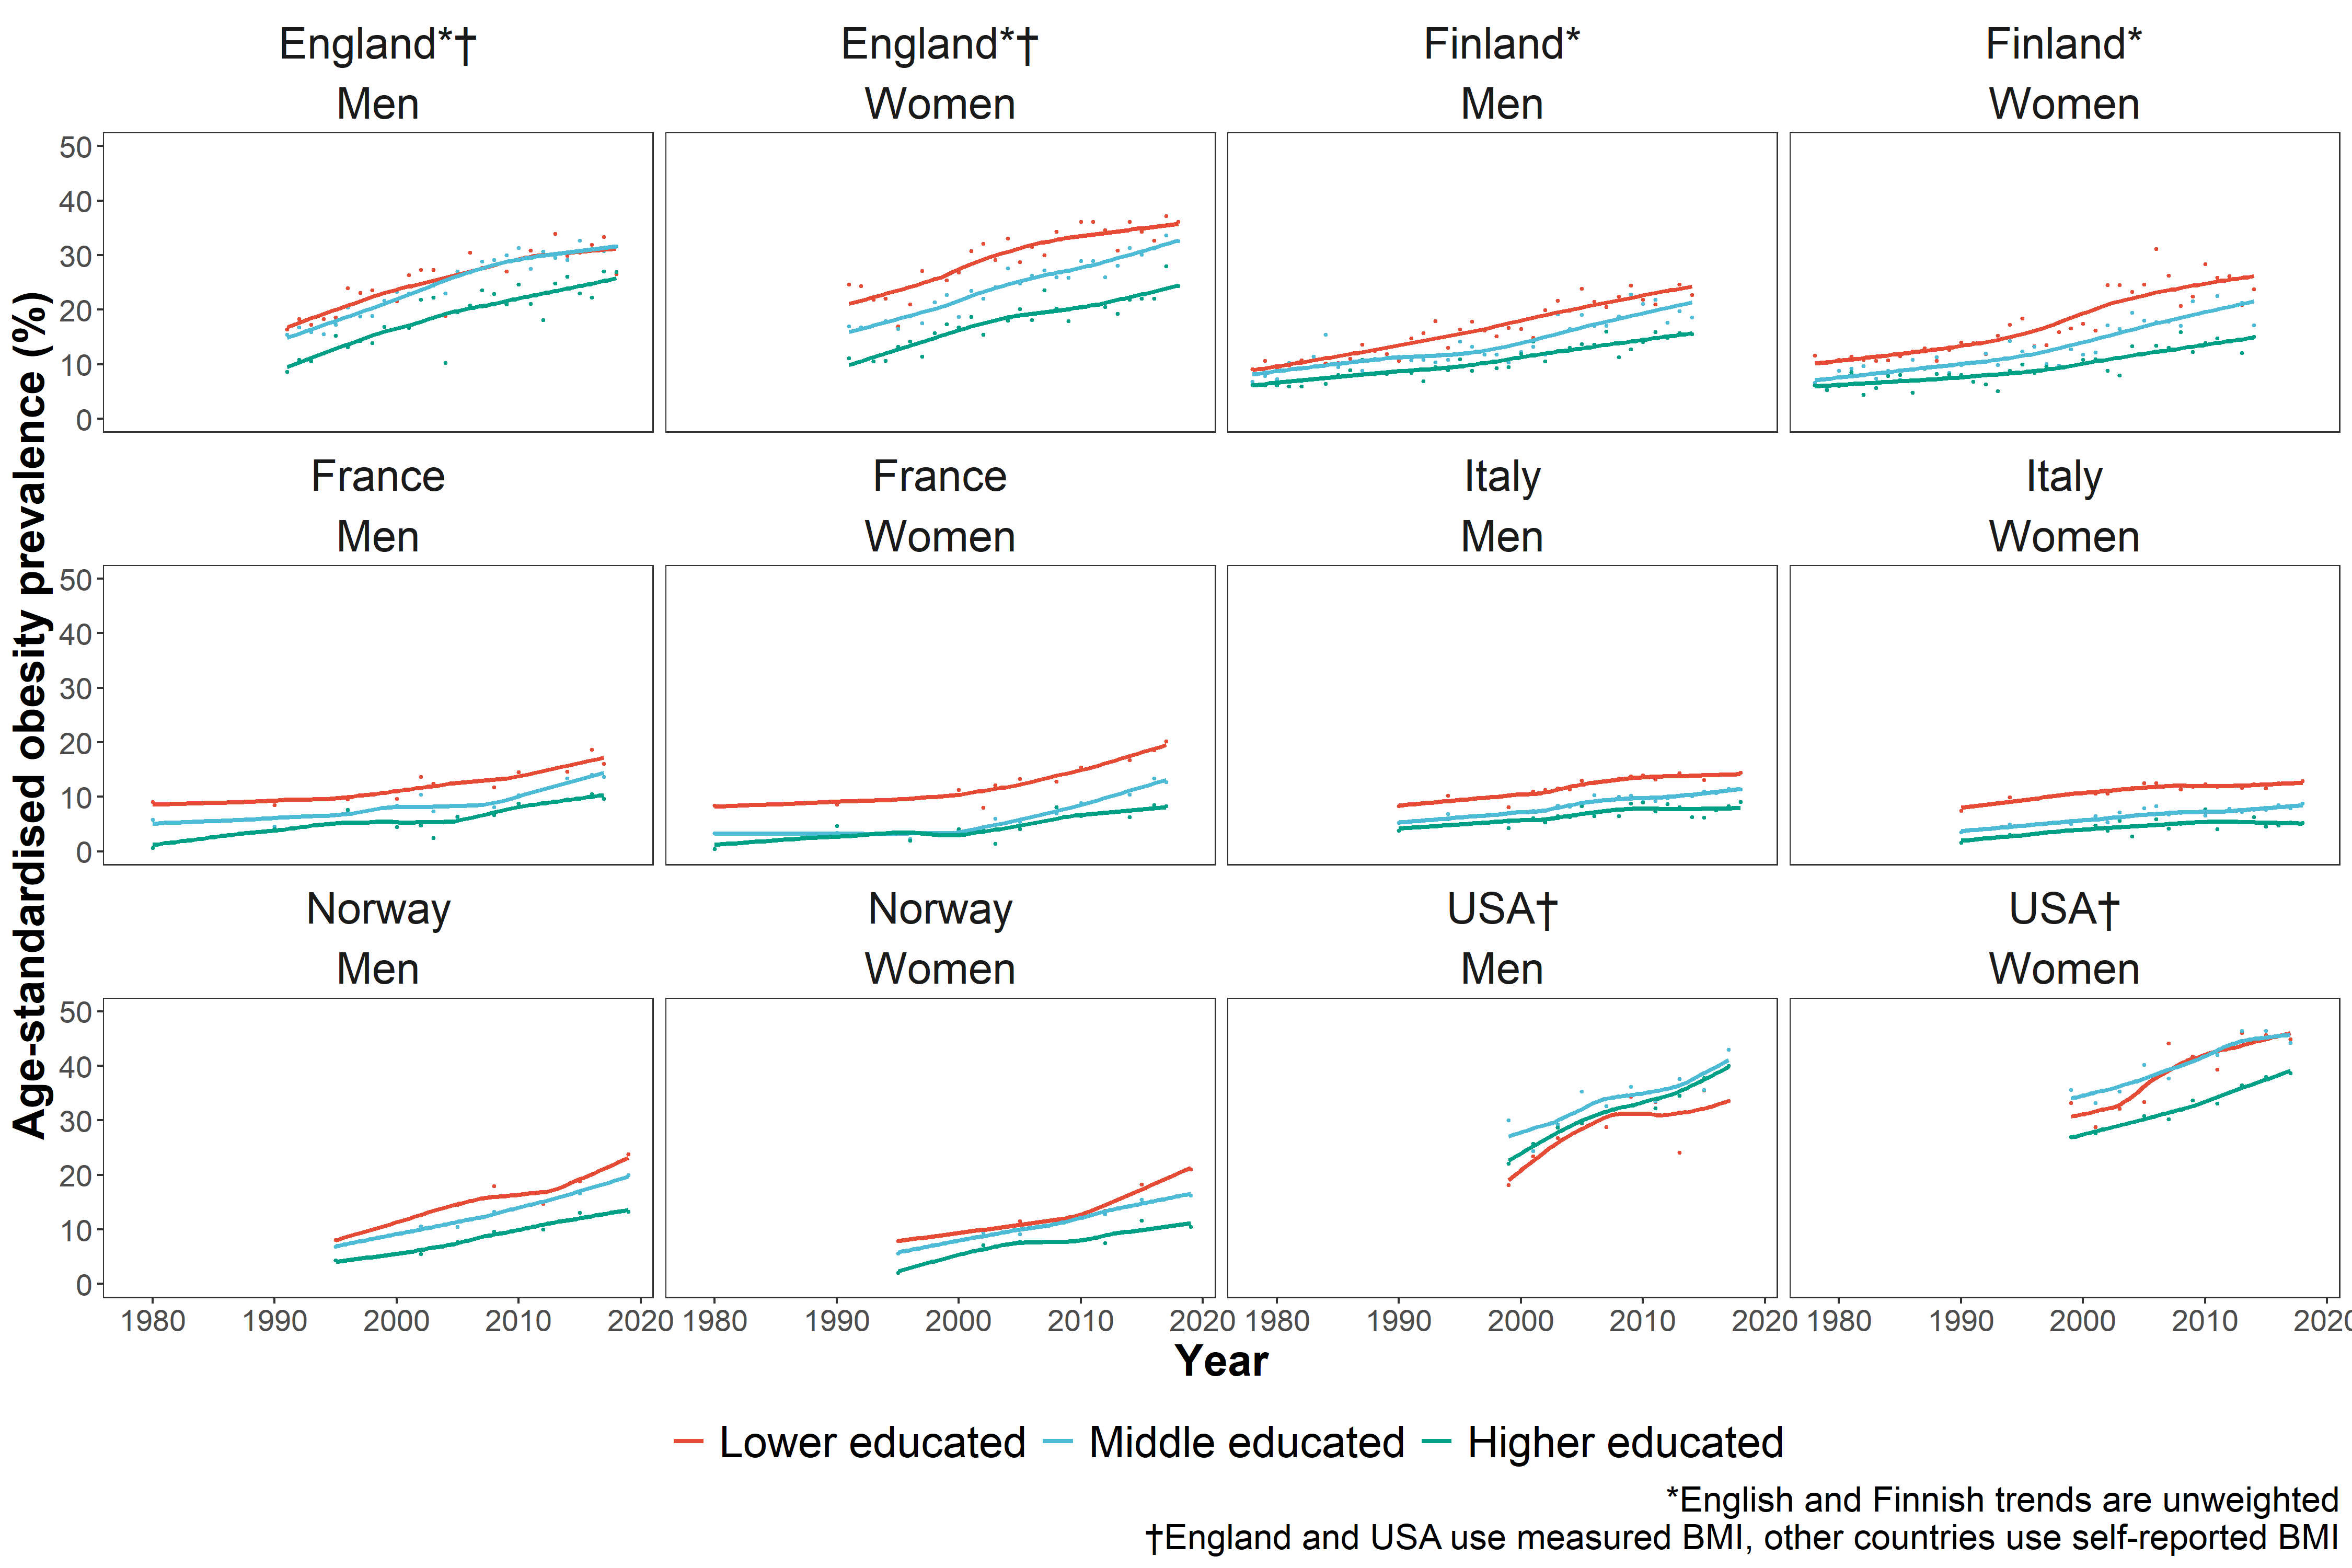 England*† England*† Finland* Finland*
Men Women Men Women
50
40
30
20
10
0
France France Italy Italy
Men Women Men Women
50
40
30
20
10
0
Norway Norway USA† USA†
Men Women Men Women
50
40
30
20
10
0
Age-standardised obesity prevalence (%)
1980 1990 2000 2010 2020 1980 1990 2000 2010 2020 1980 1990 2000 2010 2020 1980 1990 2000 2010 2020
Year
Lower educated Middle educated Higher educated
*English and Finnish trends are unweighted
†England and USA use measured BMI, other countries use self-reported BMI